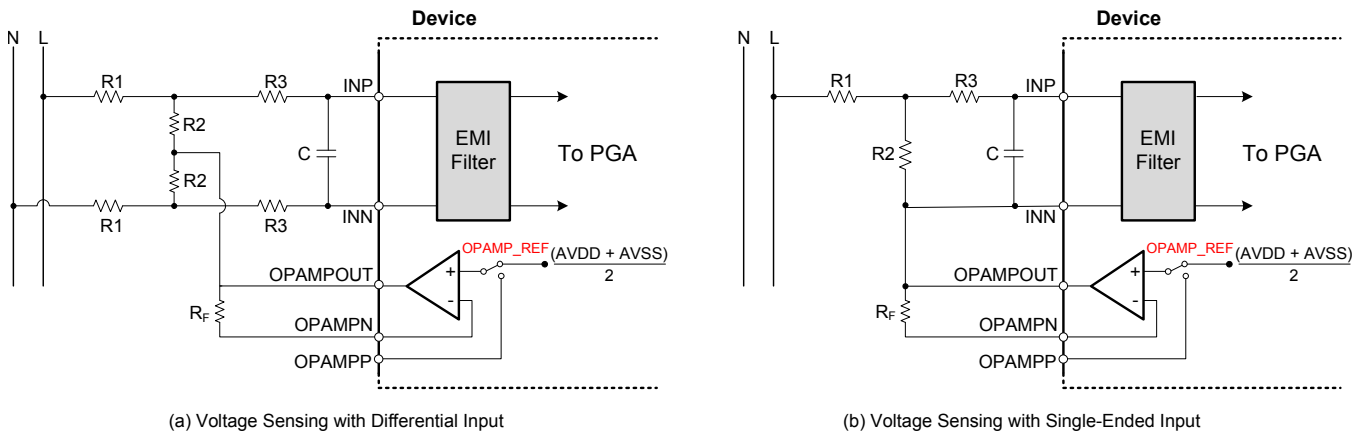 Device
N L
R1
R3
INP
R2
R2
C
EMI
Filter
To PGA
R1
R3
INN
OPAMP_REF
(AVDD + AVSS)
2
OPAMPOUT
+
-
RF
OPAMPN
OPAMPP
(a) Voltage Sensing with Differential Input
Device
N L
R1
R3
INP
R2
C
EMI
Filter
To PGA
INN
OPAMP_REF
(AVDD + AVSS)
2
OPAMPOUT
+
-
RF
OPAMPN
OPAMPP
(b) Voltage Sensing with Single-Ended Input